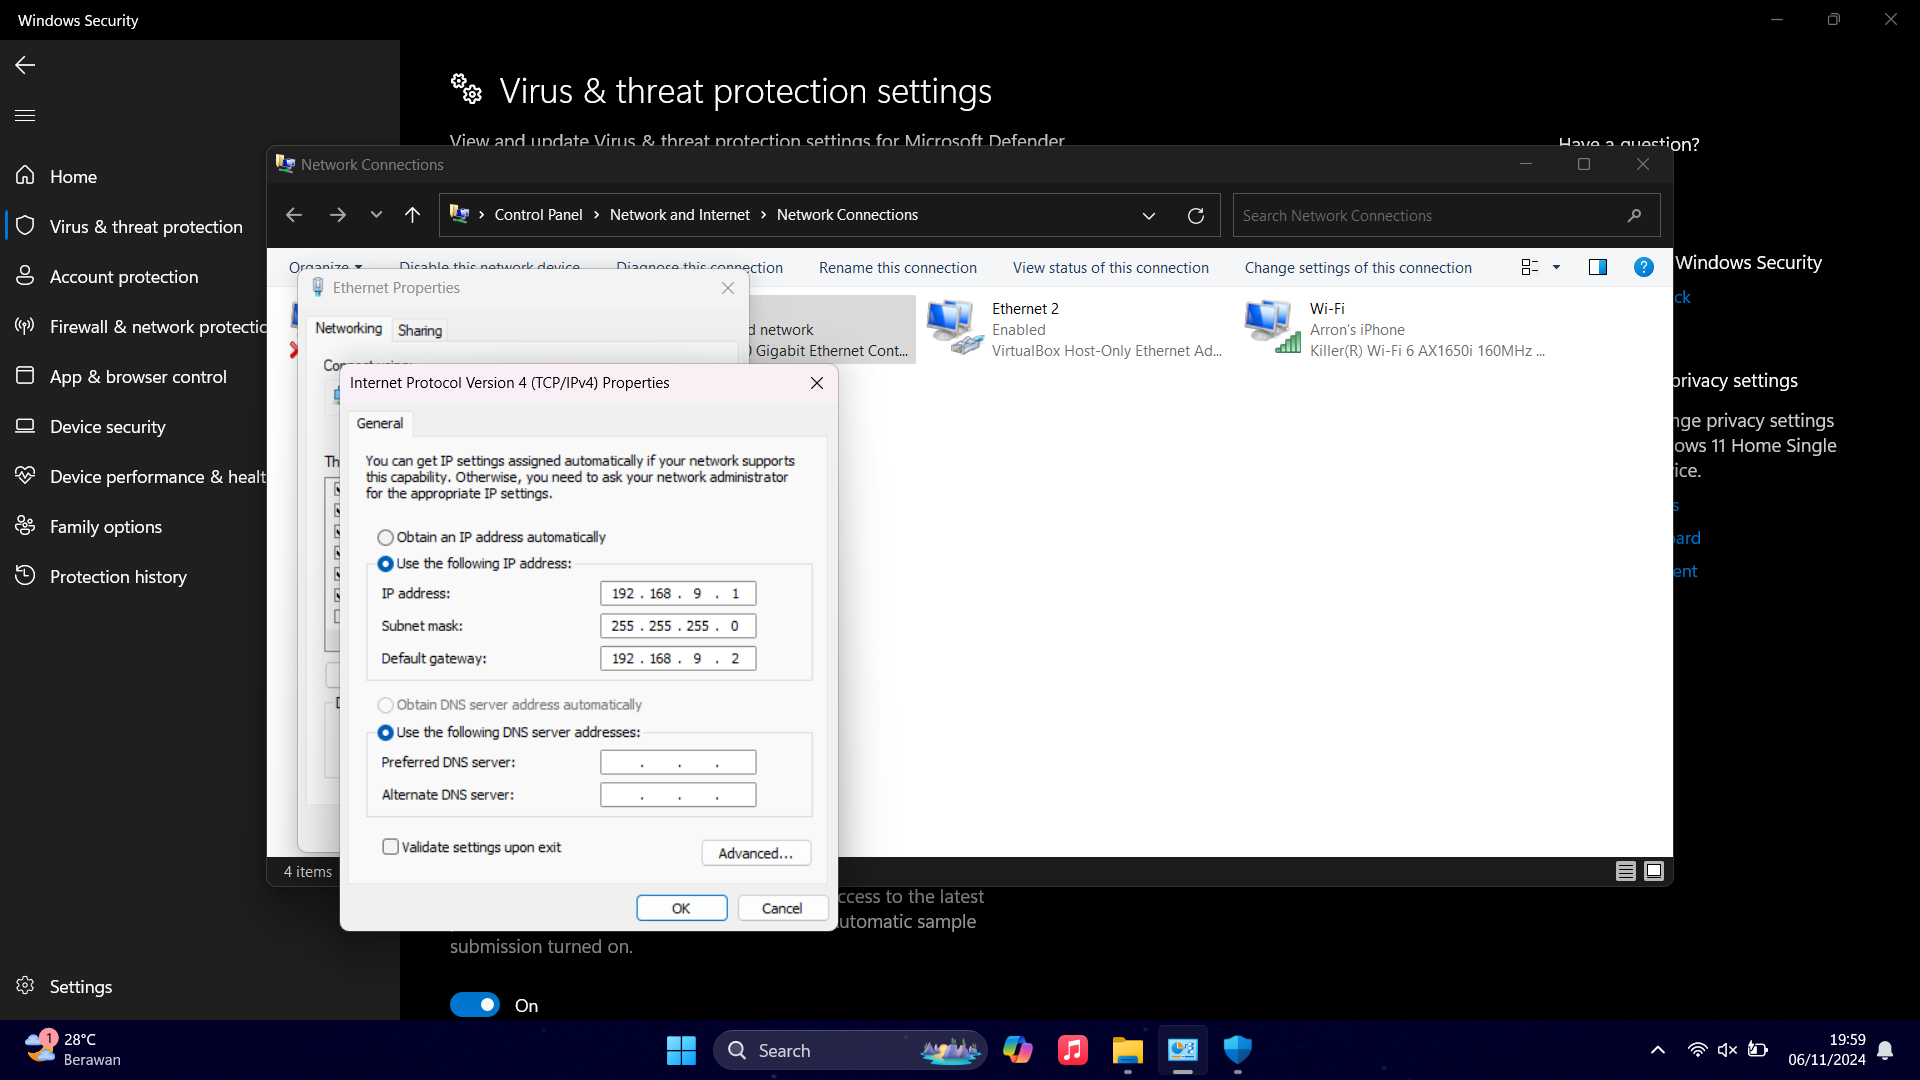 Windows Security
Virus & threat protection settings
View and update Virus & threat protection settings for Microsoft Defender
Have a question?
Home
Virus & threat protection
Account protection
Firewall & network protectio
App & browser control
Device security
Device performance & healt
Family options
Protection history
Settings
Network Connections
Control Panel > Network and Internet > Network Connections
Search Network Connections
Organize
Disable this network device
Diagnose this connection
Rename this connection
View status of this connection
Change settings of this connection
d network
Gigabit Ethernet Cont...
Ethernet 2
Enabled
VirtualBox Host-Only Ethernet Ad...
Wi-Fi
Arron's iPhone
Killer(R) Wi-Fi 6 AX1650i 160MHz ...
Windows Security
ck
privacy settings
nge privacy settings
ows 11 Home Single
ice.
s
oard
ent
Ethernet Properties
Networking
Sharing
Connect using:
Th
Internet Protocol Version 4 (TCP/IPv4) Properties
General
You can get IP settings assigned automatically if your network supports
this capability. Otherwise, you need to ask your network administrator
for the appropriate IP settings.
Obtain an IP address automatically
Use the following IP address:
IP address: 192 . 168 . 9 . 1
Subnet mask: 255 . 255 . 255 . 0
Default gateway: 192 . 168 . 9 . 2
Obtain DNS server address automatically
Use the following DNS server addresses:
Preferred DNS server: . . .
Alternate DNS server: . . .
Validate settings upon exit
Advanced...
OK
Cancel
4 items
ccess to the latest
utomatic sample
submission turned on.
On
1
28°C
Berawan
Search
19:59
06/11/2024